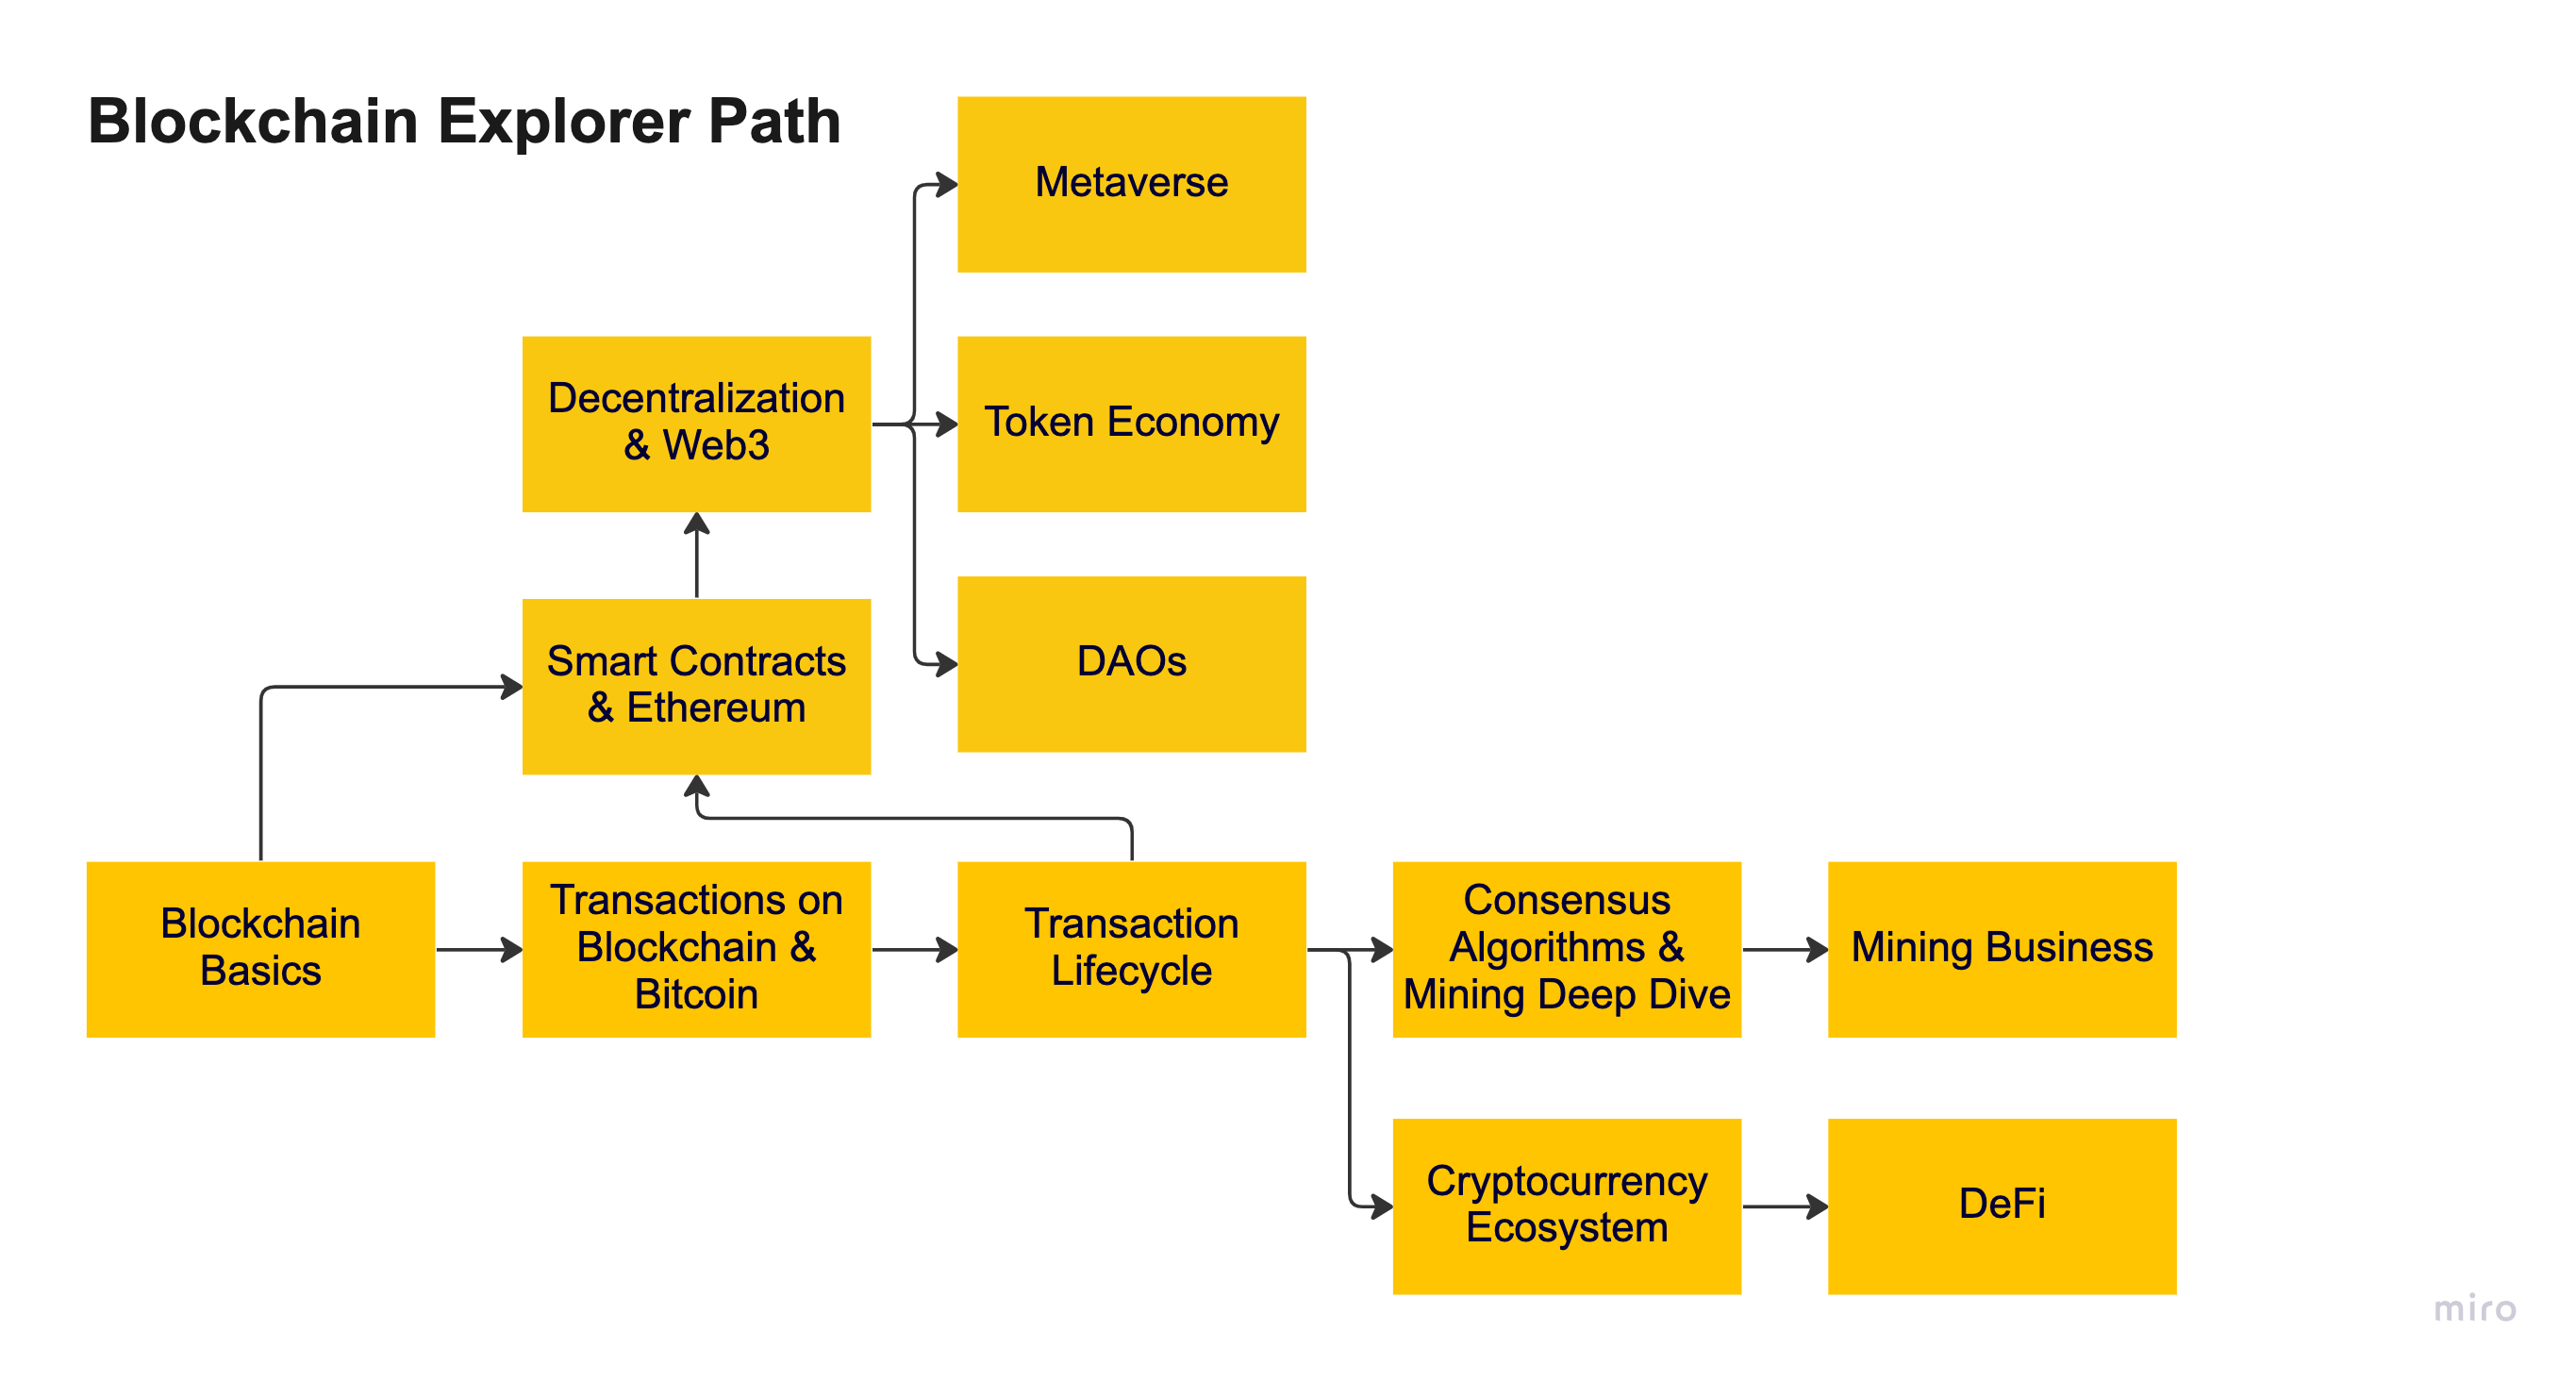 Blockchain Explorer Path
Metaverse
Decentralization
& Web3
Token Economy
Smart Contracts
& Ethereum
DAOs
Blockchain
Basics
Transactions on
Blockchain &
Bitcoin
Transaction
Lifecycle
Consensus
Algorithms &
Mining Deep Dive
Mining Business
Cryptocurrency
Ecosystem
DeFi
miro